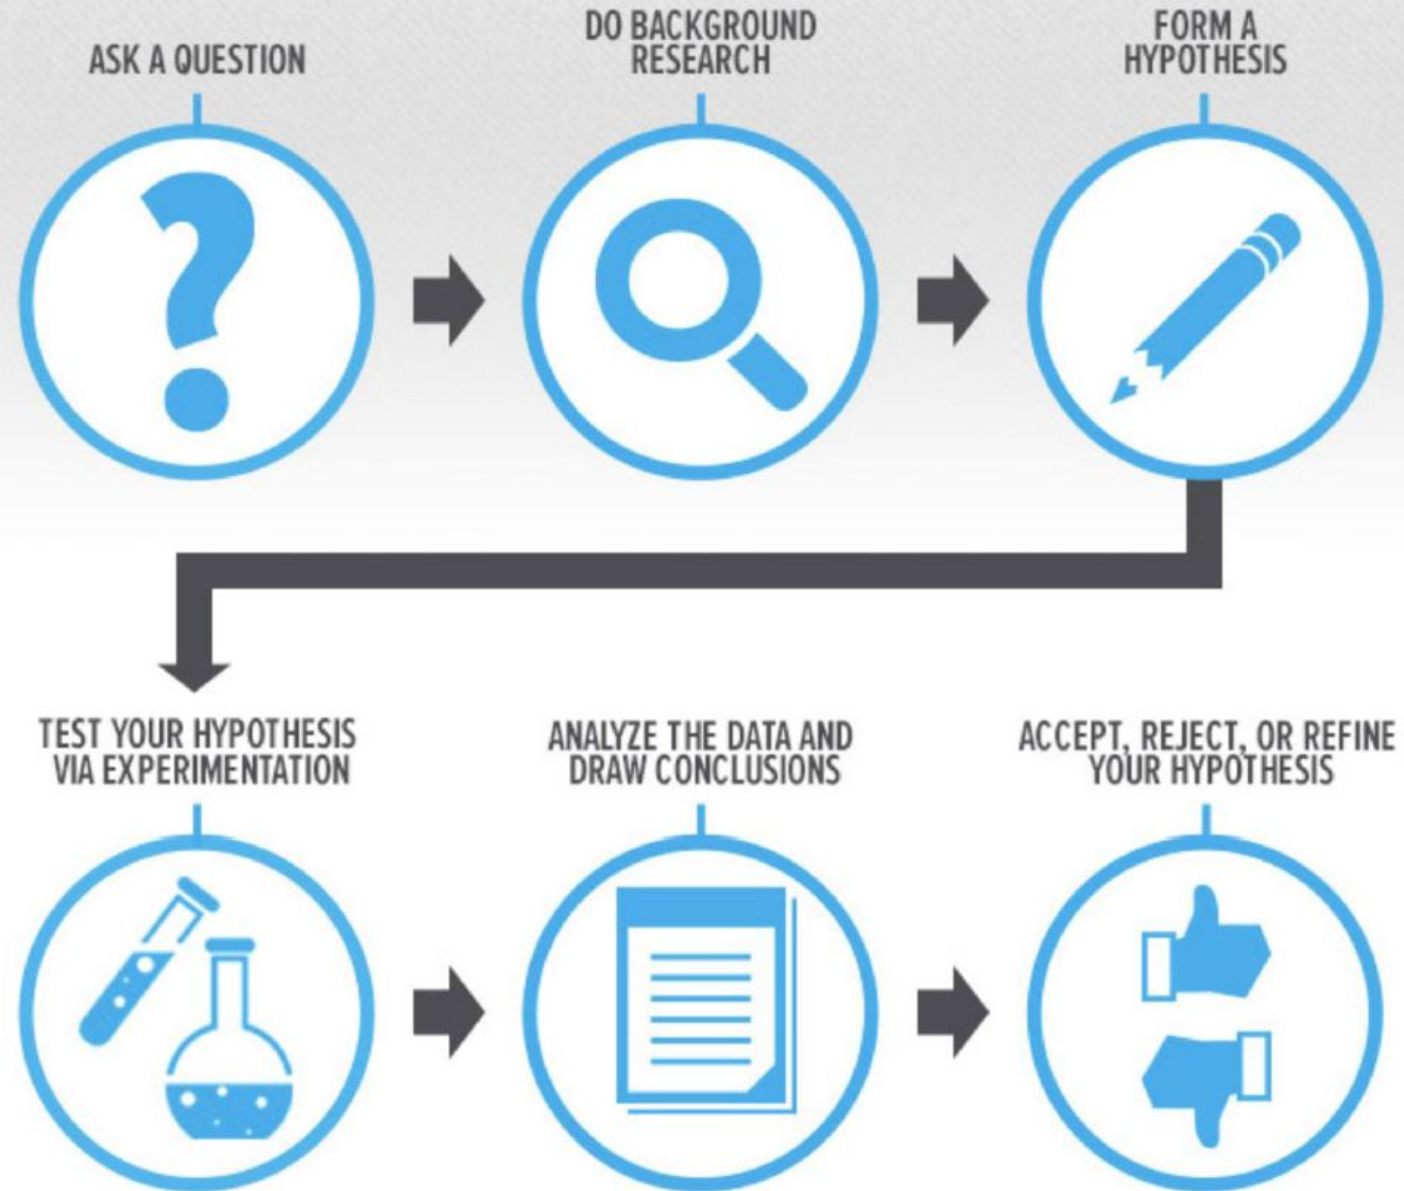 ASK A QUESTION
DO BACKGROUND
RESEARCH
FORM A
HYPOTHESIS
TEST YOUR HYPOTHESIS
VIA EXPERIMENTATION
ANALYZE THE DATA AND
DRAW CONCLUSIONS
ACCEPT, REJECT, OR REFINE
YOUR HYPOTHESIS